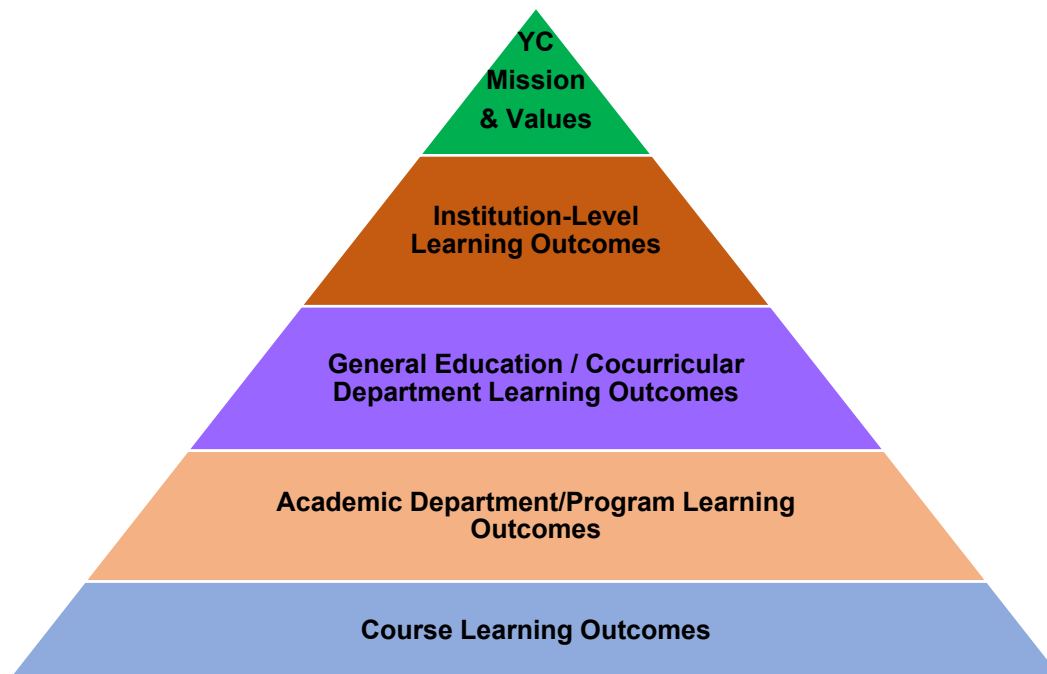 YC
Mission
& Values
Institution-Level
Learning Outcomes
General Education / Cocurricular
Department Learning Outcomes
Academic Department/Program Learning
Outcomes
Course Learning Outcomes